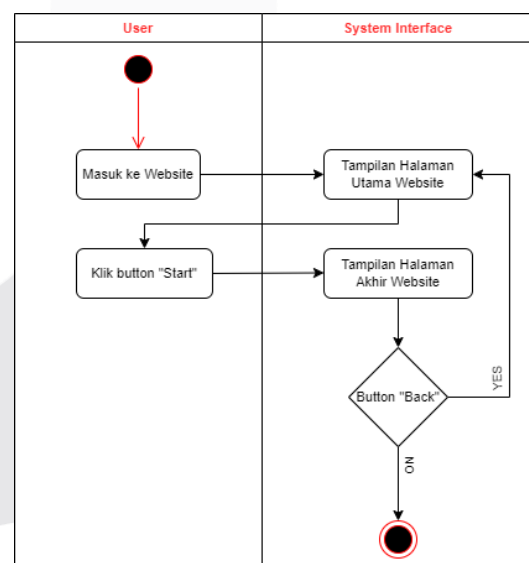 User
System Interface
Masuk ke Website
Tampilan Halaman
Utama Website
Klik button "Start"
Tampilan Halaman
Akhir Website
Button "Back"
YES
NO